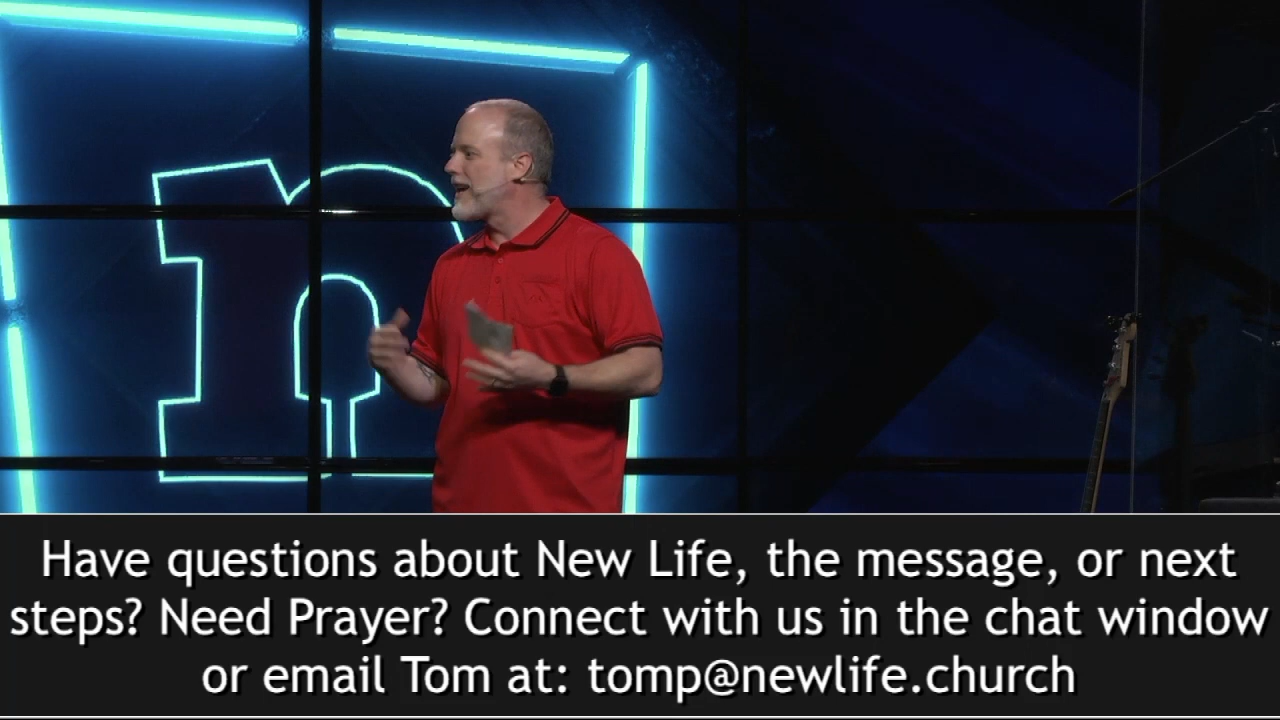 n
Have questions about New Life, the message, or next
steps? Need Prayer? Connect with us in the chat window
or email Tom at: tomp@newlife.church